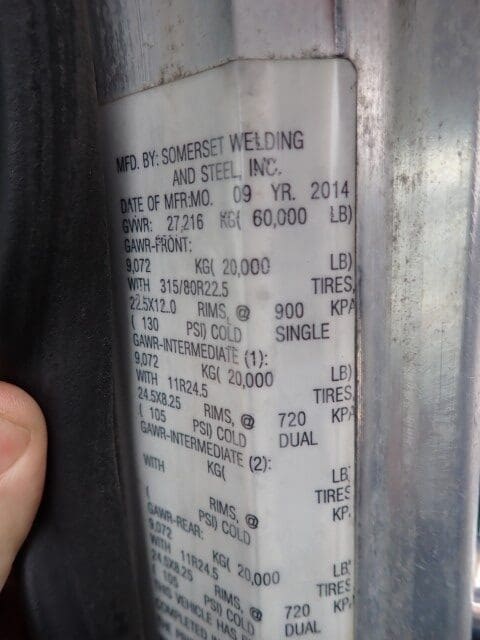 MFD. BY: SOMERSET WELDING
AND STEEL, INC.
DATE OF MFR:MO. 09 YR. 2014
GVWR: 27,216 KG( 60,000 LB)
GAWR-FRONT:
9,072 KG( 20,000 LB)
WITH 315/80R22.5 TIRES,
22.5X12.0 RIMS, @ 900 KPA
( 130 PSI) COLD SINGLE
GAWR-INTERMEDIATE (1):
9,072 KG( 20,000 LB)
WITH 11R24.5 TIRES,
24.5X8.25 RIMS, @ 720 KPA
( 105 PSI) COLD DUAL
GAWR-INTERMEDIATE (2):
KG( LB)
WITH TIRES
RIMS, @ KP
( PSI) COLD
GAWR-REAR:
9,072 KG( 20,000 LB
WITH 11R24.5 TIRES
24.5X8.25 RIMS, @ 720 KP
( 105 PSI) COLD DUAL
THIS VEHICLE HAS
COMPLETED